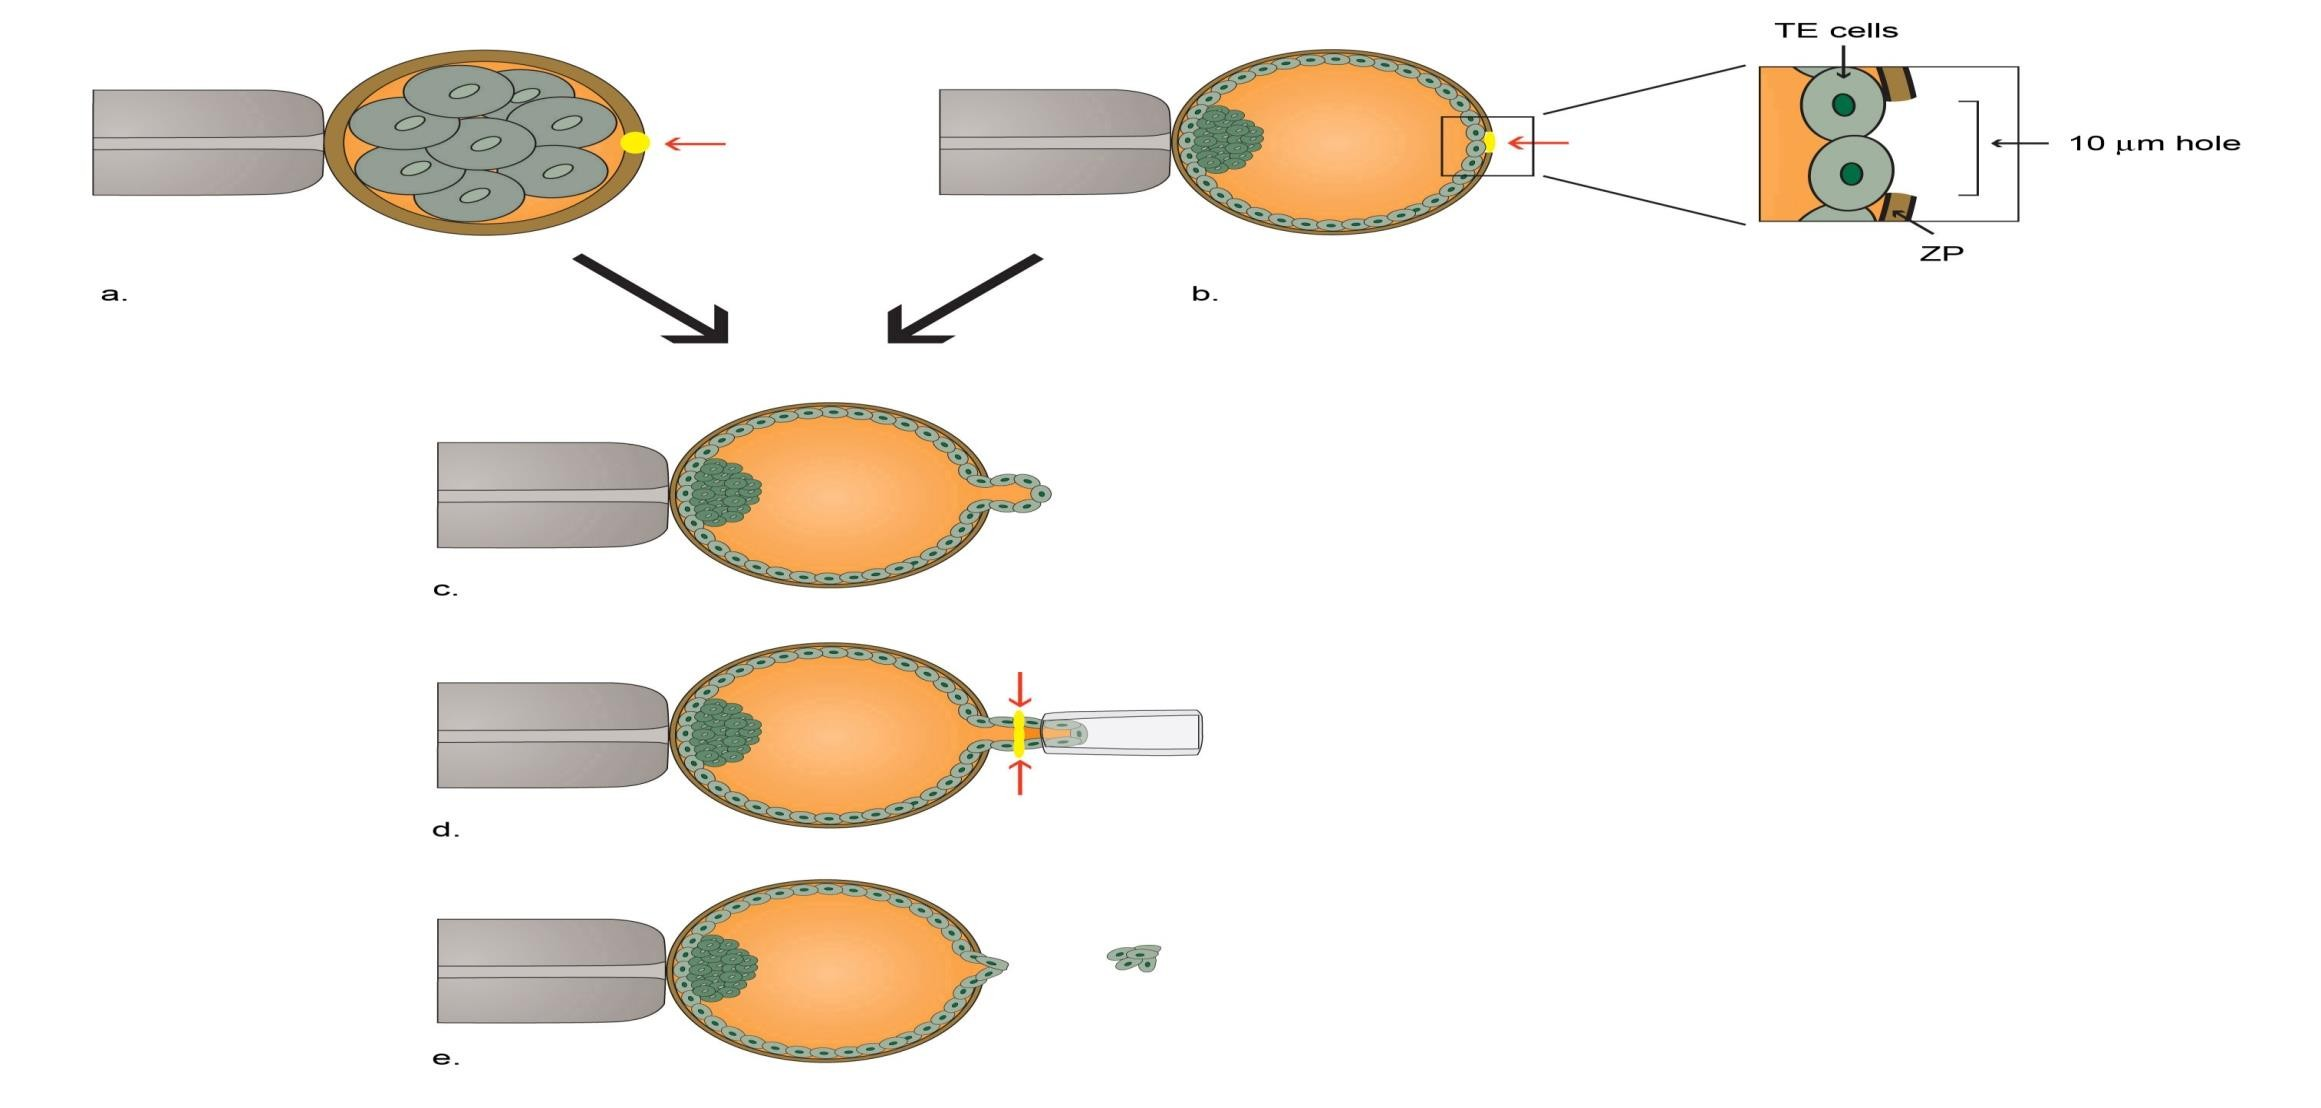 TE cells
10 μm hole
ZP
a.
b.
c.
d.
e.